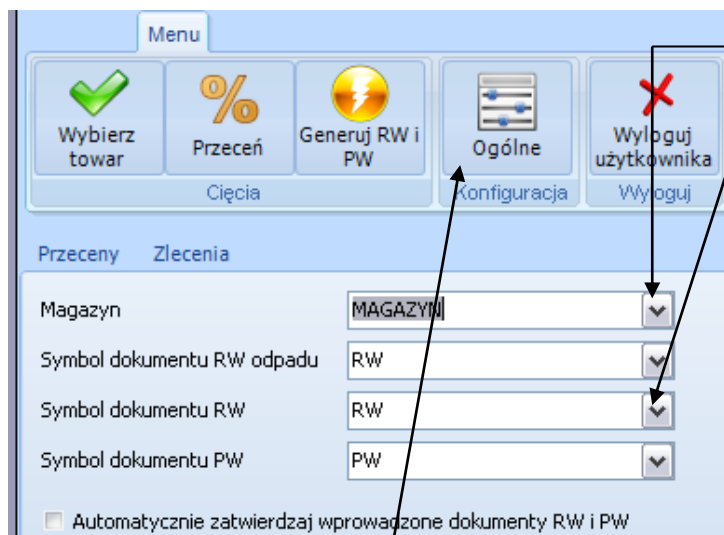 Menu
Wybierz
towar
Przeceń
Generuj RW i
PW
Ogólne
Wyloguj
użytkownika
Cięcia
Konfiguracja
Wyloguj
Przeceny
Zlecenia
Magazyn
MAGAZYN
Symbol dokumentu RW odpadu
RW
Symbol dokumentu RW
RW
Symbol dokumentu PW
PW
Automatycznie zatwierdzaj wprowadzone dokumenty RW i PW